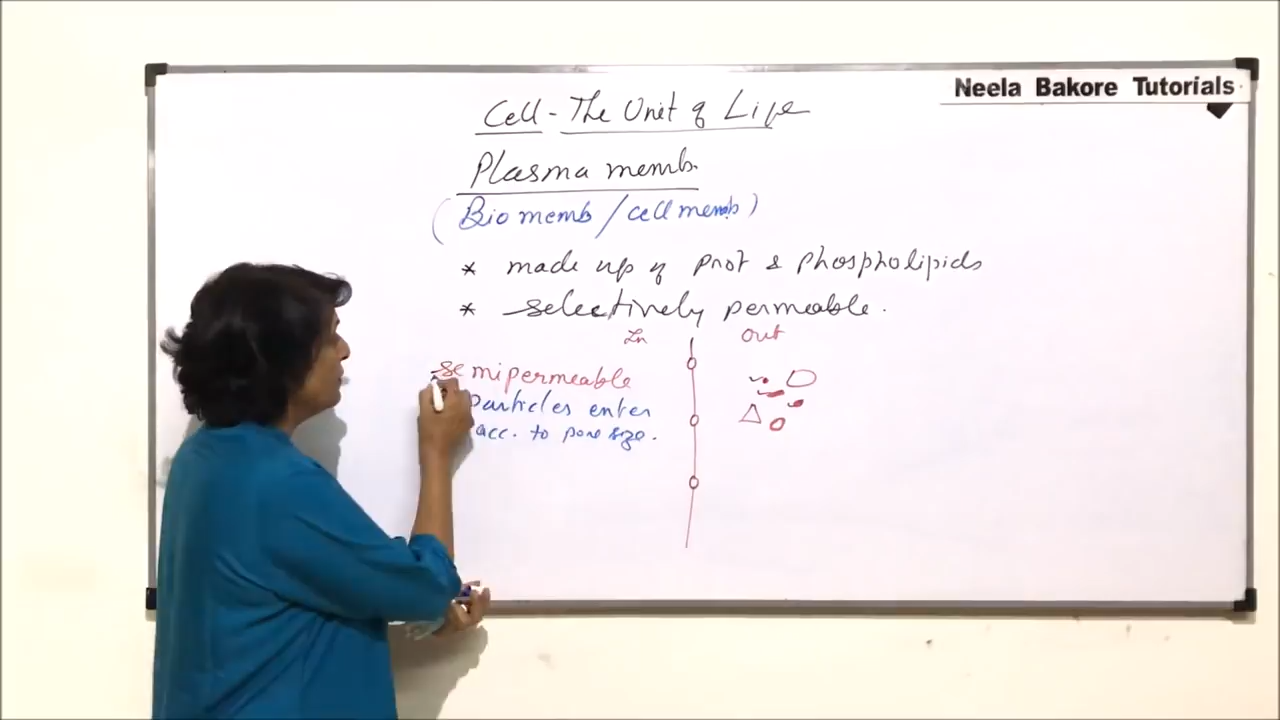 Neela Bakore Tutorials
Cell - The Unit of Life
Plasma memb.
(Bio memb / cell memb)
* made up of prot & phospholipids
* selectively permeable.
In Out
semipermeable
particles enter
acc. to pore size.